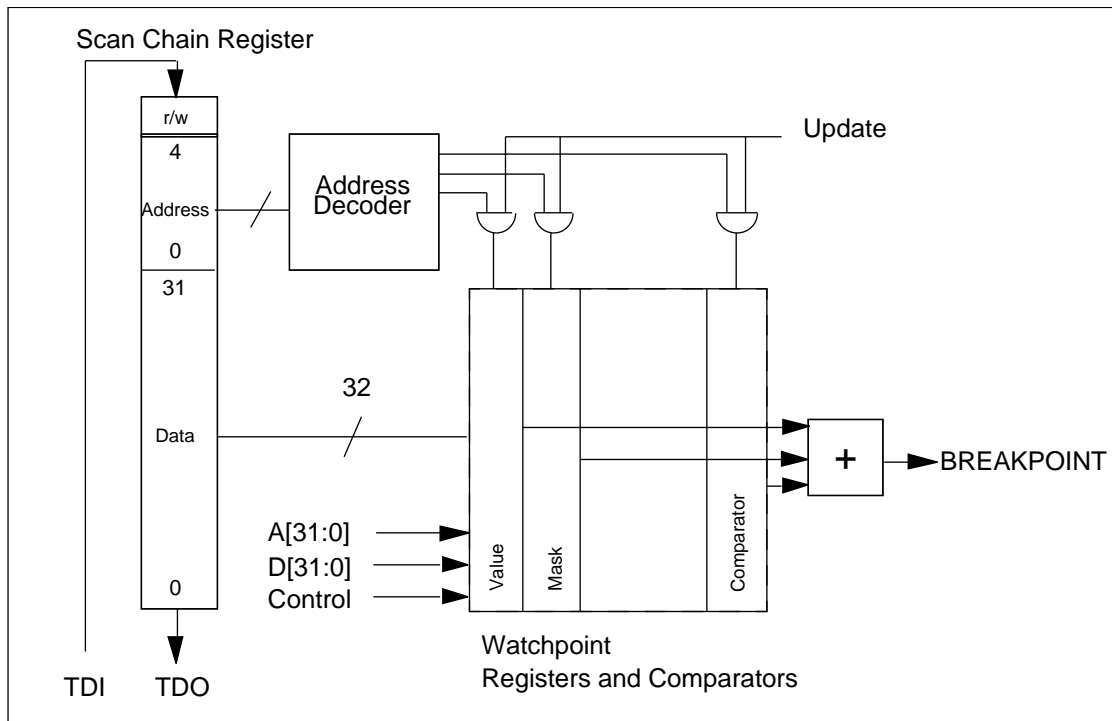 Scan Chain Register
r/w
4
Address
0
31
Data
0
TDI
TDO
Address
Decoder
Update
32
A[31:0]
D[31:0]
Control
Value
Mask
Comparator
+
BREAKPOINT
Watchpoint
Registers and Comparators